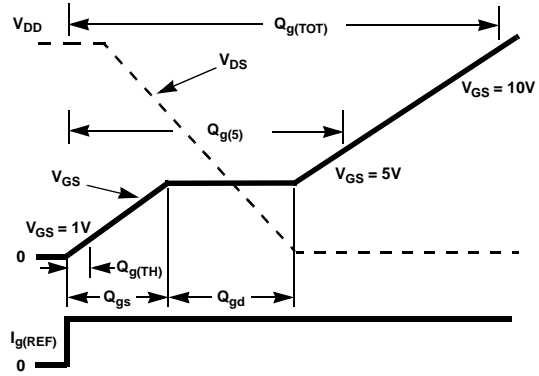 V_DD
Q_g(TOT)
V_DS
V_GS = 10V
Q_g(5)
V_GS
V_GS = 5V
V_GS = 1V
0
Q_g(TH)
Q_gs
Q_gd
I_g(REF)
0